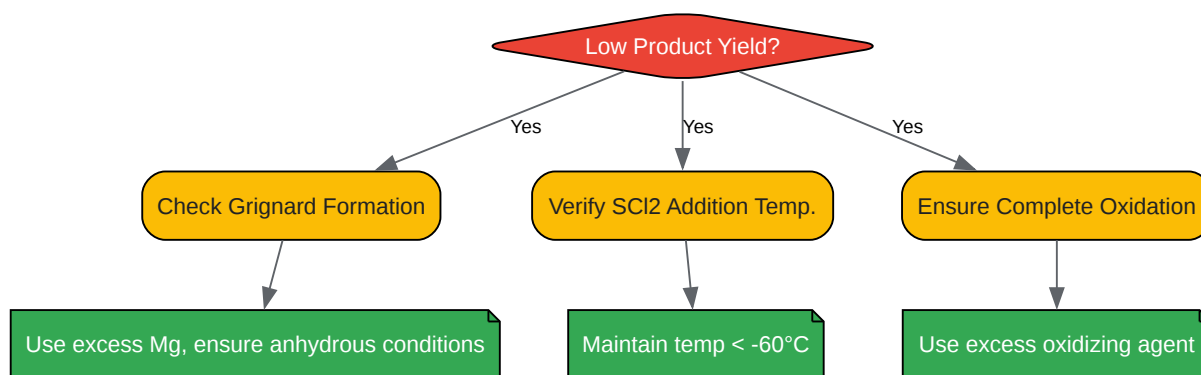 Low Product Yield?
Yes
Yes
Yes
Check Grignard Formation
Verify SCl2 Addition Temp.
Ensure Complete Oxidation
Use excess Mg, ensure anhydrous conditions
Maintain temp < -60°C
Use excess oxidizing agent